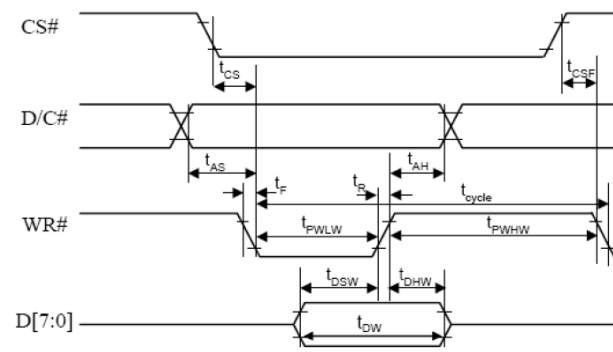 CS#
tCS
tCSF
D/C#
tAS
tAH
tF
tR
tcycle
WR#
tPWLW
tPWHW
tDSW
tDHW
D[7:0]
tDW